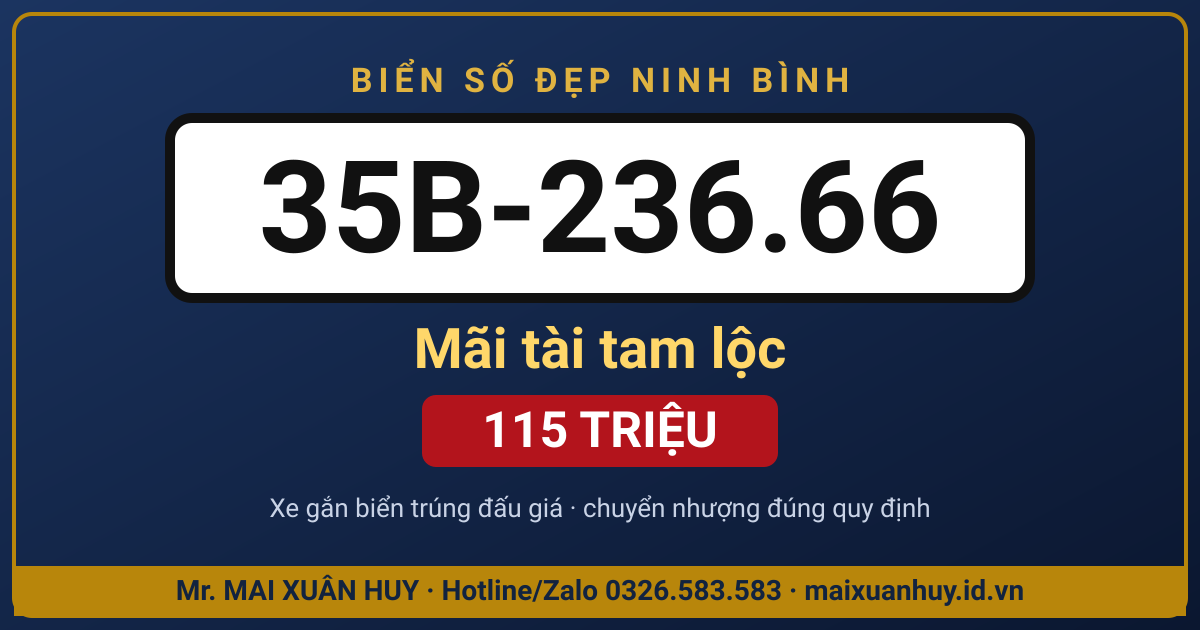 BIỂN SỐ ĐẸP NINH BÌNH
35B-236.66
Mãi tài tam lộc
115 TRIỆU
Xe gắn biển trúng đấu giá · chuyển nhượng đúng quy định
Mr. MAI XUÂN HUY · Hotline/Zalo 0326.583.583 · maixuanhuy.id.vn